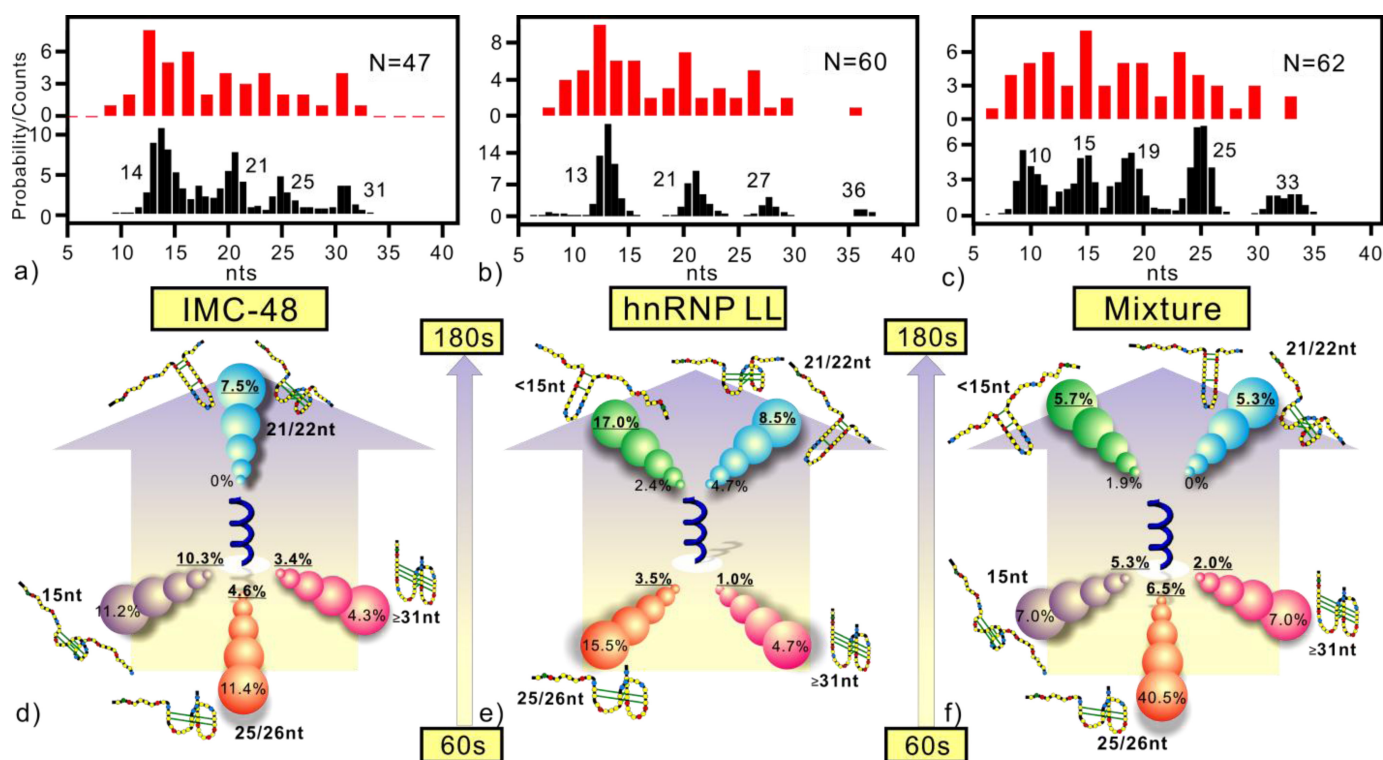 Probability/Counts
6
3
0
10
5
0
N=47
14
21
25
31
5 10 15 20 25 30 35 40
nts
a)
8
4
0
14
7
0
N=60
13
21
27
36
5 10 15 20 25 30 35 40
nts
b)
6
3
0
6
3
0
N=62
10
15
19
25
33
5 10 15 20 25 30 35 40
nts
c)
IMC-48
hnRNP LL
Mixture
180s
180s
7.5%
21/22nt
0%
10.3%
3.4%
4.6%
15nt
11.2%
4.3%
≥31nt
11.4%
25/26nt
d)
<15nt
21/22nt
17.0%
8.5%
2.4%
4.7%
3.5%
1.0%
15.5%
4.7%
≥31nt
25/26nt
e)
60s
<15nt
21/22nt
5.7%
5.3%
1.9%
0%
5.3%
2.0%
6.5%
15nt
7.0%
7.0%
≥31nt
40.5%
25/26nt
f)
60s